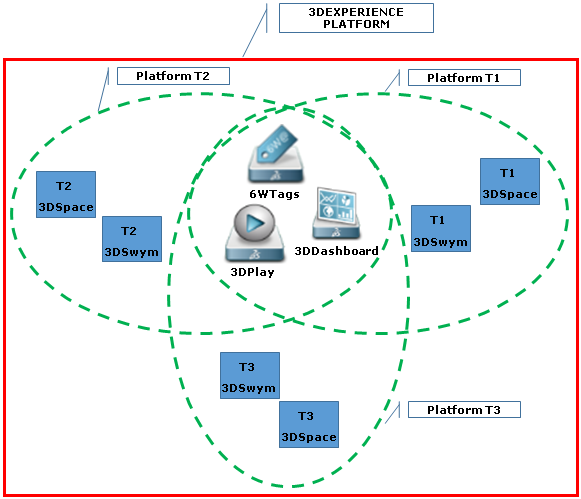 3DEXPERIENCE
PLATFORM
Platform T2
Platform T1
6W@
6WTags
T2
3DSpace
T1
3DSpace
T2
3DSwym
T1
3DSwym
3DDashboard
3DPlay
T3
3DSwym
T3
3DSpace
Platform T3